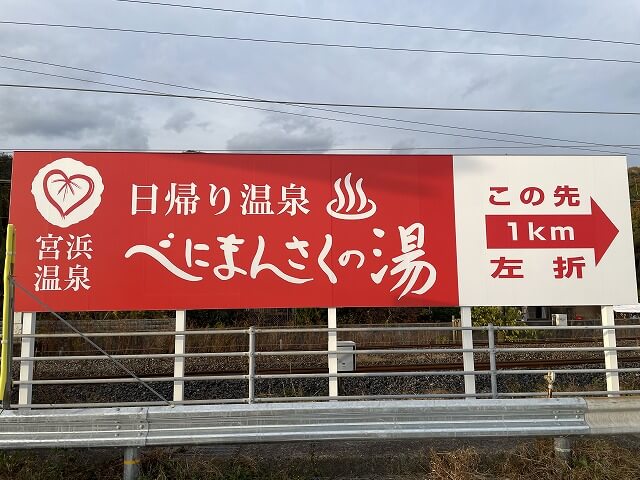 宮浜
温泉
日帰り温泉
べにまんさくの湯
この先
1km
左折